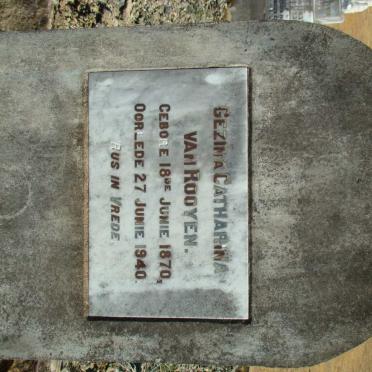 GEZINA CATHARINA
VAN ROOYEN.
GEBORE 18DE JUNIE 1870,
OORLEDE 27 JUNIE 1940.
RUS IN VREDE.